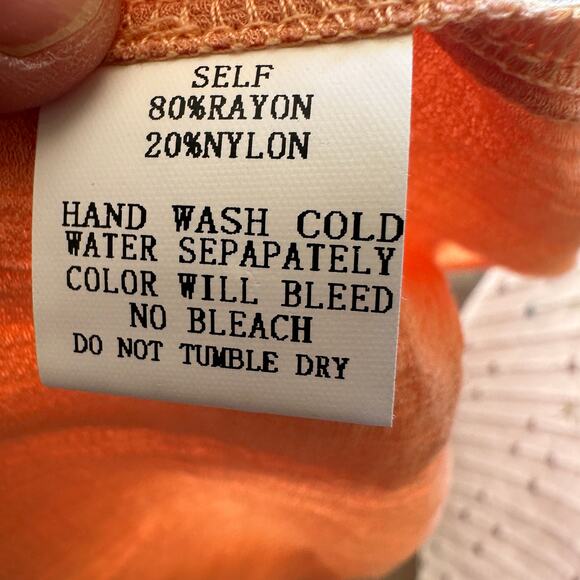 SELF
80%RAYON
20%NYLON
HAND WASH COLD
WATER SEPAPATELY
COLOR WILL BLEED
NO BLEACH
DO NOT TUMBLE DRY